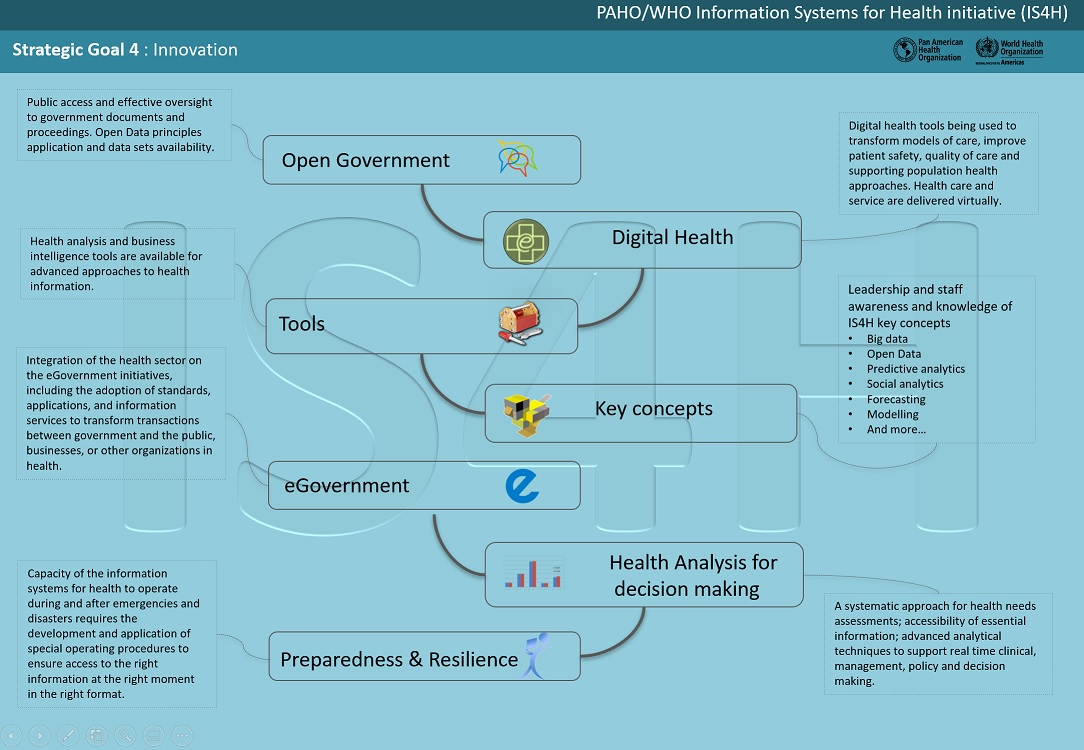 PAHO/WHO Information Systems for Health initiative (IS4H)
Strategic Goal 4 : Innovation
Pan American
Health
Organization
World Health
Organization
Americas
Public access and effective oversight
to government documents and
proceedings. Open Data principles
application and data sets availability.
Open Government
Digital health tools being used to
transform models of care, improve
patient safety, quality of care and
supporting population health
approaches. Health care and
service are delivered virtually.
Digital Health
Health analysis and business
intelligence tools are available for
advanced approaches to health
information.
Tools
Leadership and staff
awareness and knowledge of
IS4H key concepts
• Big data
• Open Data
• Predictive analytics
• Social analytics
• Forecasting
• Modelling
• And more…
Key concepts
Integration of the health sector on
the eGovernment initiatives,
including the adoption of standards,
applications, and information
services to transform transactions
between government and the public,
businesses, or other organizations in
health.
eGovernment
Health Analysis for
decision making
A systematic approach for health needs
assessments; accessibility of essential
information; advanced analytical
techniques to support real time clinical,
management, policy and decision
making.
Capacity of the information
systems for health to operate
during and after emergencies and
disasters requires the
development and application of
special operating procedures to
ensure access to the right
information at the right moment
in the right format.
Preparedness & Resilience
IS4H